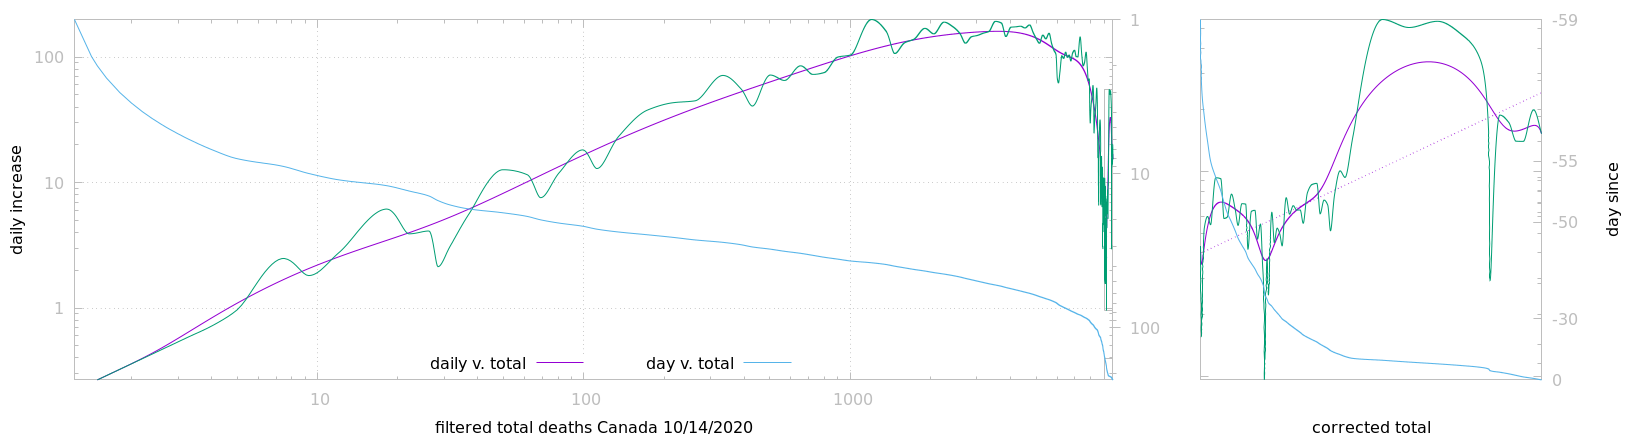 daily increase
100
10
1
daily v. total
day v. total
10
100
1000
filtered total deaths Canada 10/14/2020
1
10
100
-59
-55
-50
-30
0
day since
corrected total